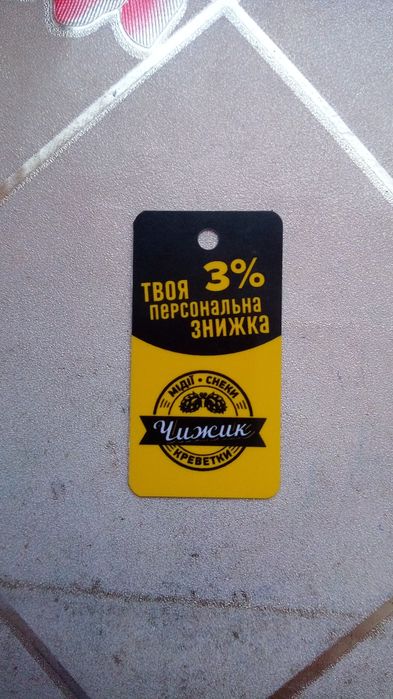 3%
ТВОЯ
персональна
ЗНИЖКА
МІДІЇ • СНЕКИ
Чижик
КРЕВЕТКИ